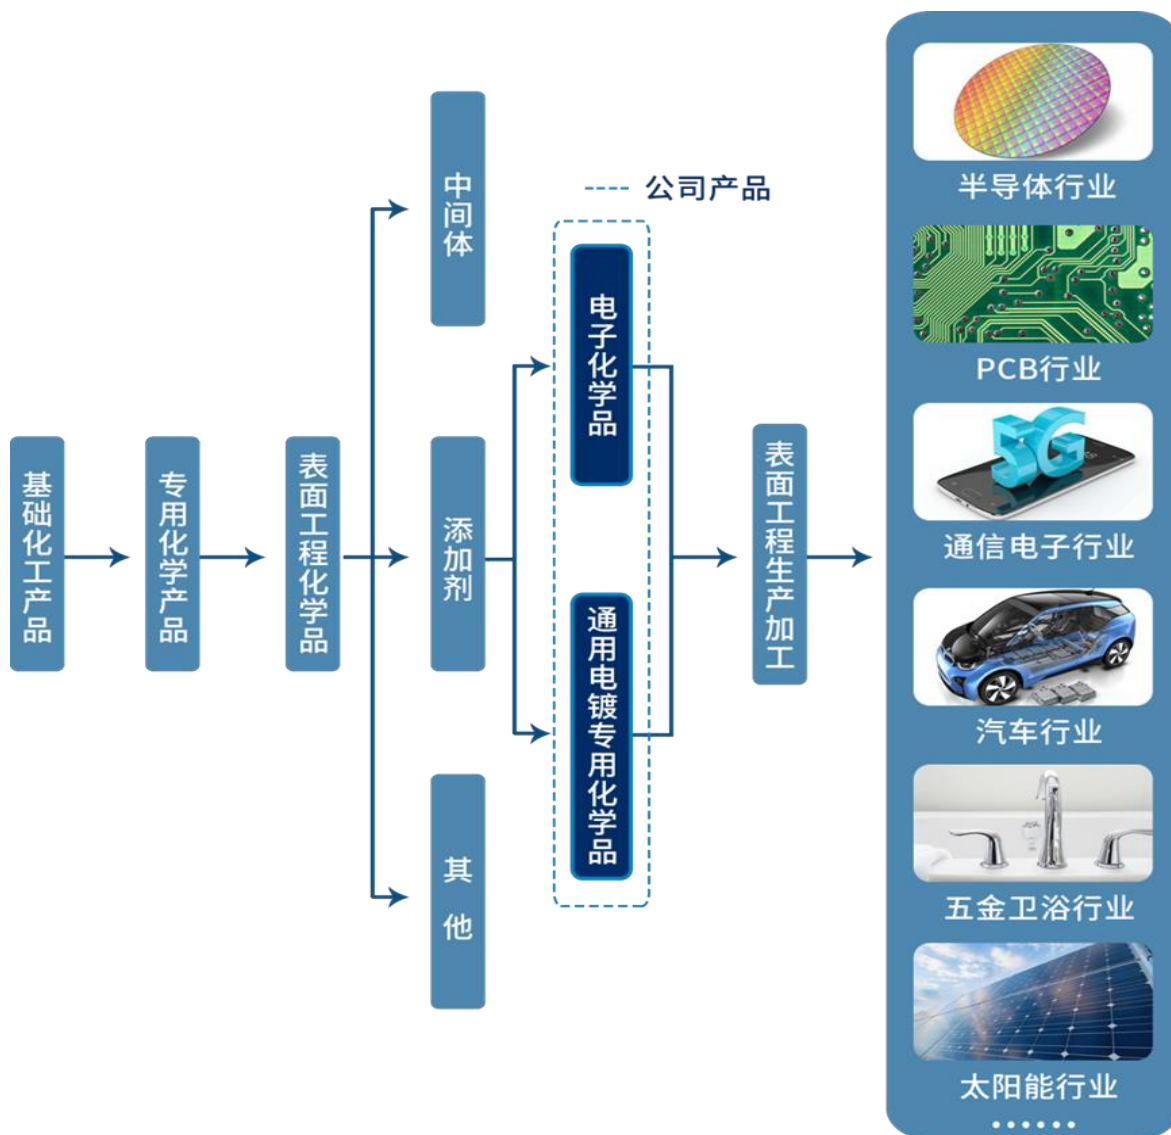 基础化工产品
专用化学产品
表面工程化学品
中间体
添加剂
其他
公司产品
电子化学品
通用电镀专用化学品
表面工程生产加工
半导体行业
PCB行业
5G
通信电子行业
汽车行业
五金卫浴行业
太阳能行业
······